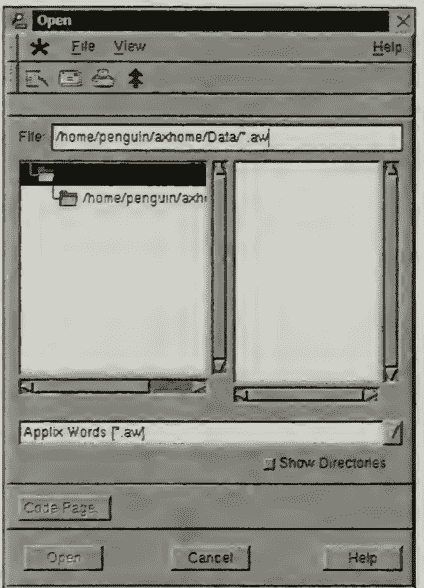 Open
File View Help
File: /home/penguin/axhome/Data/*.aw
/home/penguin/axh
Applix Words [*.aw]
Show Directories
Code Page...
Open Cancel Help